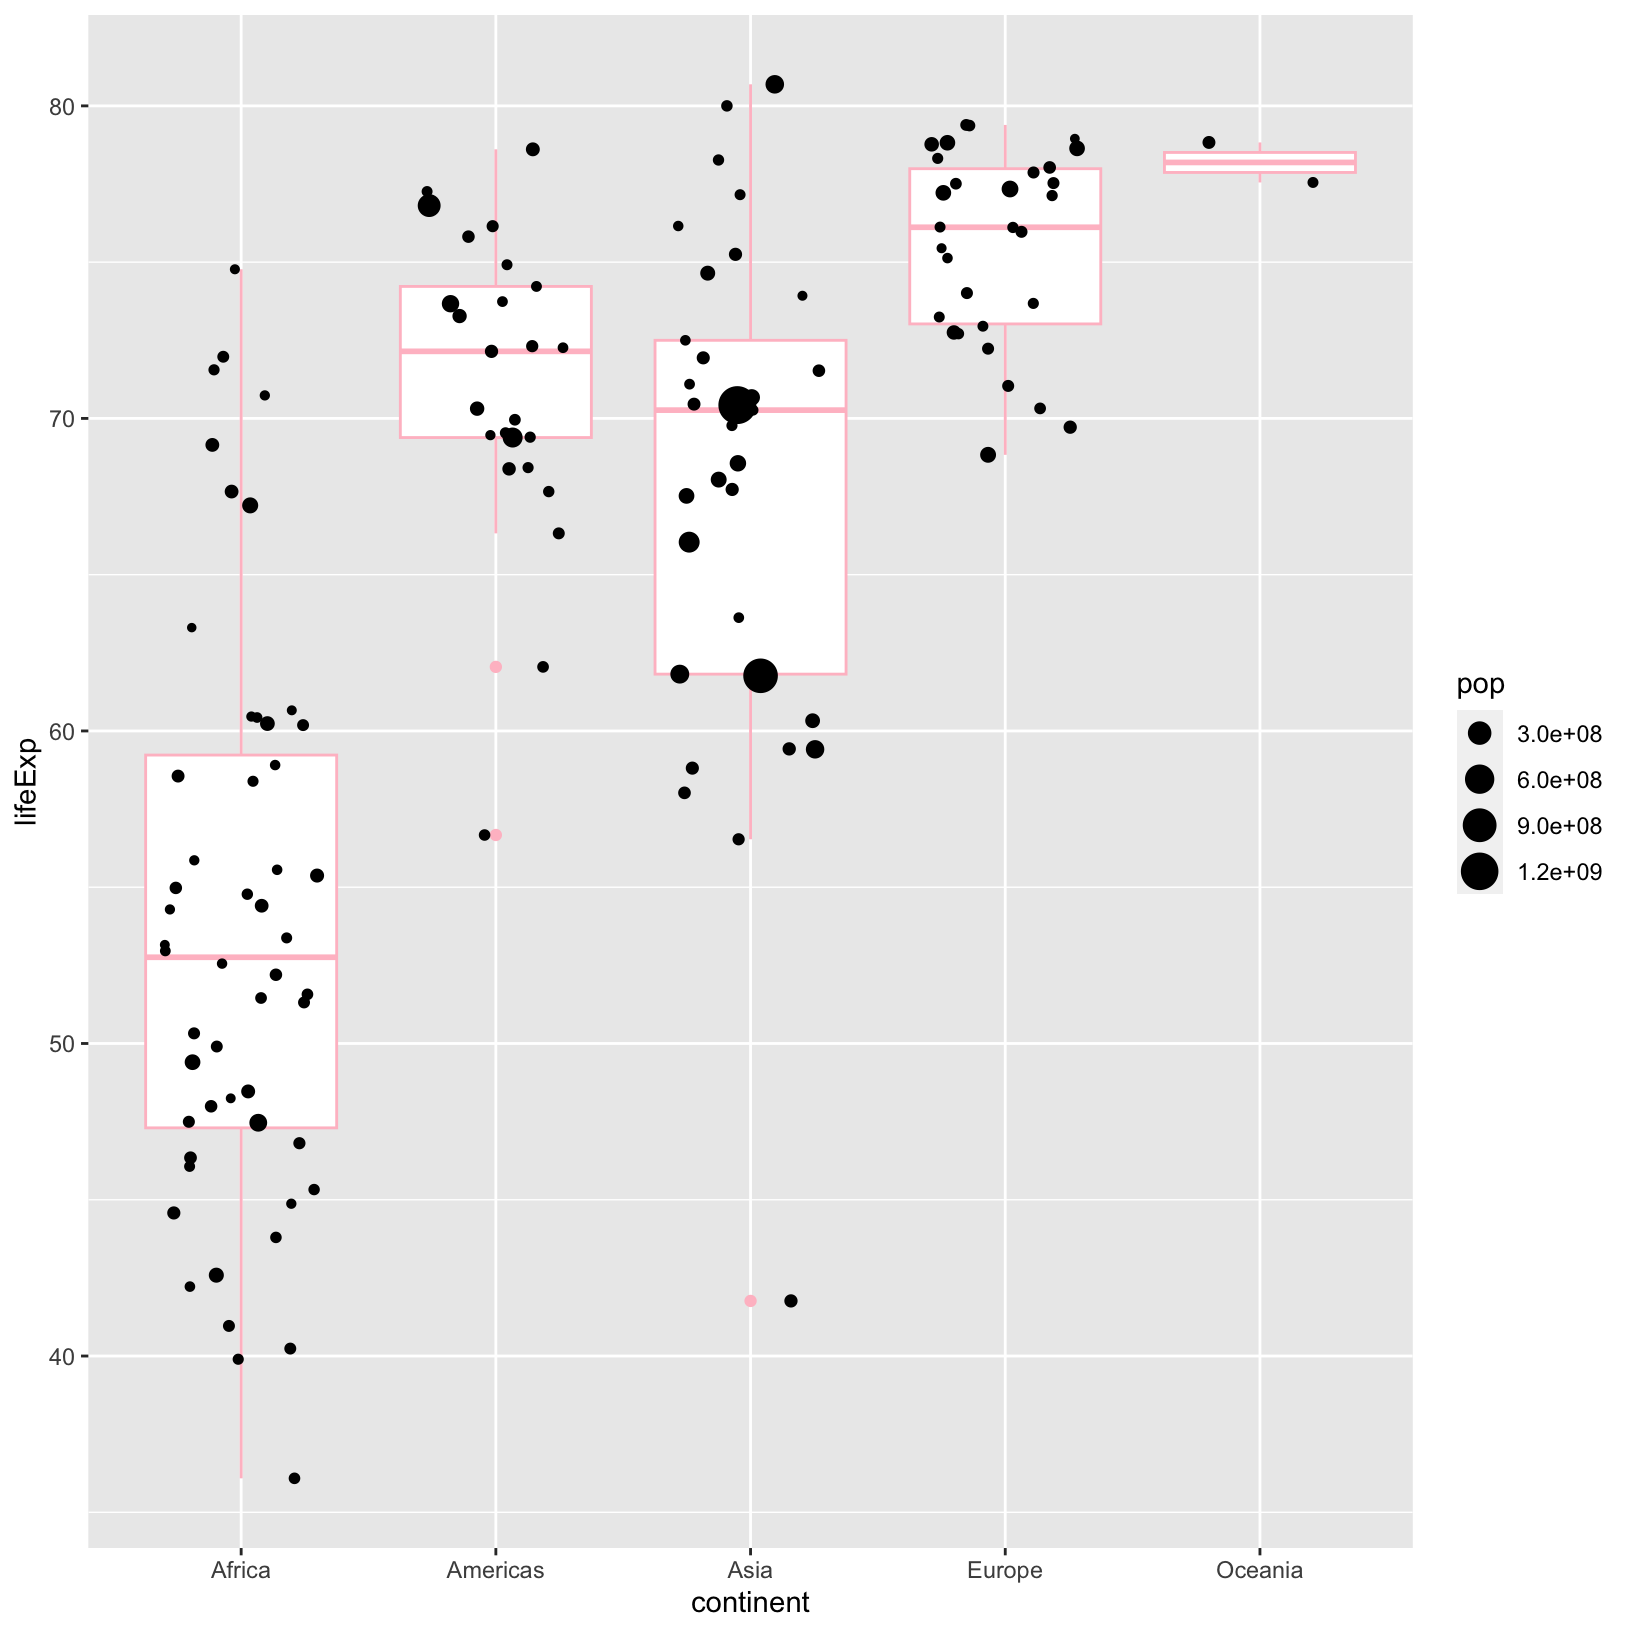 lifeExp
80
70
60
50
40
Africa
Americas
Asia
Europe
Oceania
continent
pop
3.0e+08
6.0e+08
9.0e+08
1.2e+09